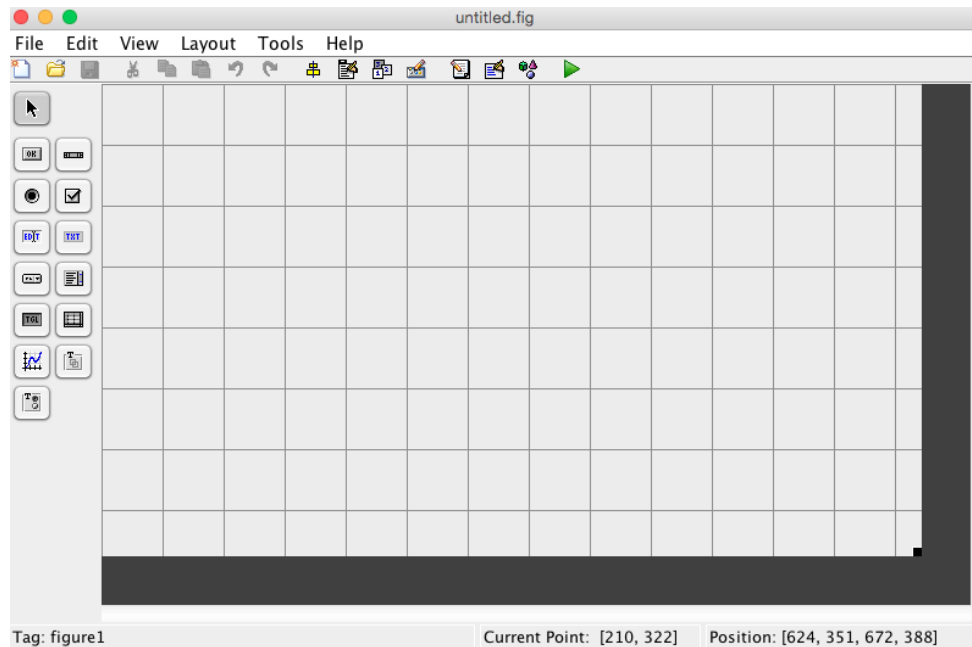 untitled.fig
File Edit View Layout Tools Help
OK
EDIT TXT
TGL
T
T
Tag: figure1 Current Point: [210, 322] Position: [624, 351, 672, 388]